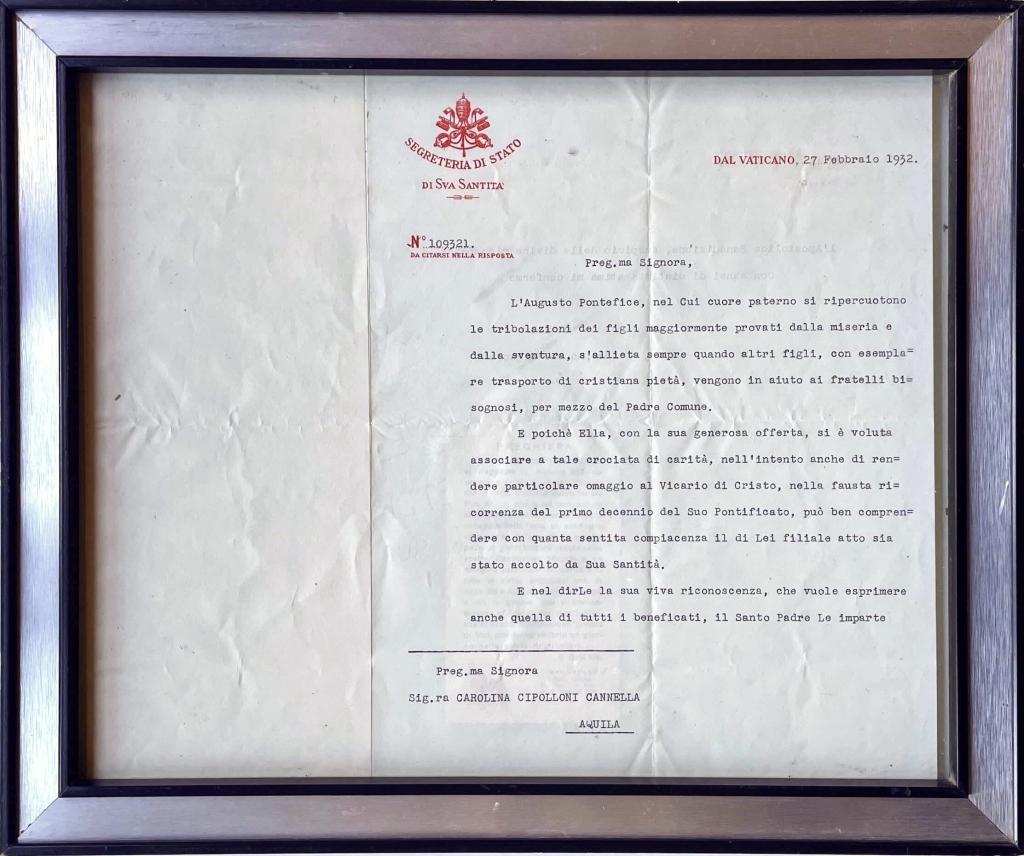 SEGRETERIA DI STATO
DI SVA SANTITA'
DAL VATICANO, 27 Febbraio 1932.
N° 109321.
DA CITARSI NELLA RISPOSTA
Preg.ma Signora,
L'Augusto Pontefice, nel Cui cuore paterno si ripercuotono
le tribolazioni dei figli maggiormente provati dalla miseria e
dalla sventura, s'allieta sempre quando altri figli, con esempla=
re trasporto di cristiana pietà, vengono in aiuto ai fratelli bi=
sognosi, per mezzo del Padre Comune.
E poichè Ella, con la sua generosa offerta, si è voluta
associare a tale crociata di carità, nell'intento anche di ren=
dere particolare omaggio al Vicario di Cristo, nella fausta ri=
correnza del primo decennio del Suo Pontificato, può ben compren=
dere con quanta sentita compiacenza il di Lei filiale atto sia
stato accolto da Sua Santità.
E nel dirLe la sua viva riconoscenza, che vuole esprimere
anche quella di tutti i beneficati, il Santo Padre Le imparte
Preg.ma Signora
Sig.ra CAROLINA CIPOLLONI CANNELLA
AQUILA